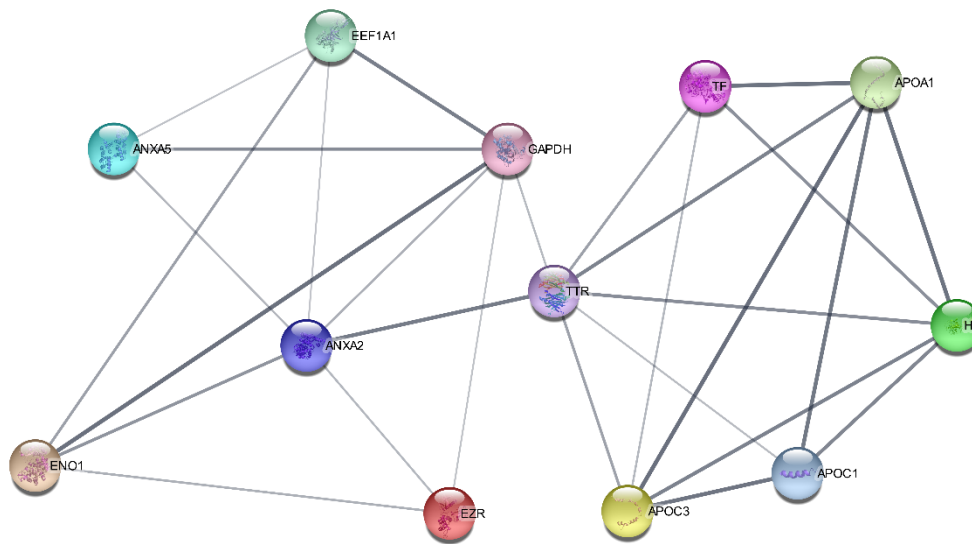 EEF1A1
TF
APOA1
ANXA5
GAPDH
TTR
H
ANXA2
ENO1
APOC1
EZR
APOC3